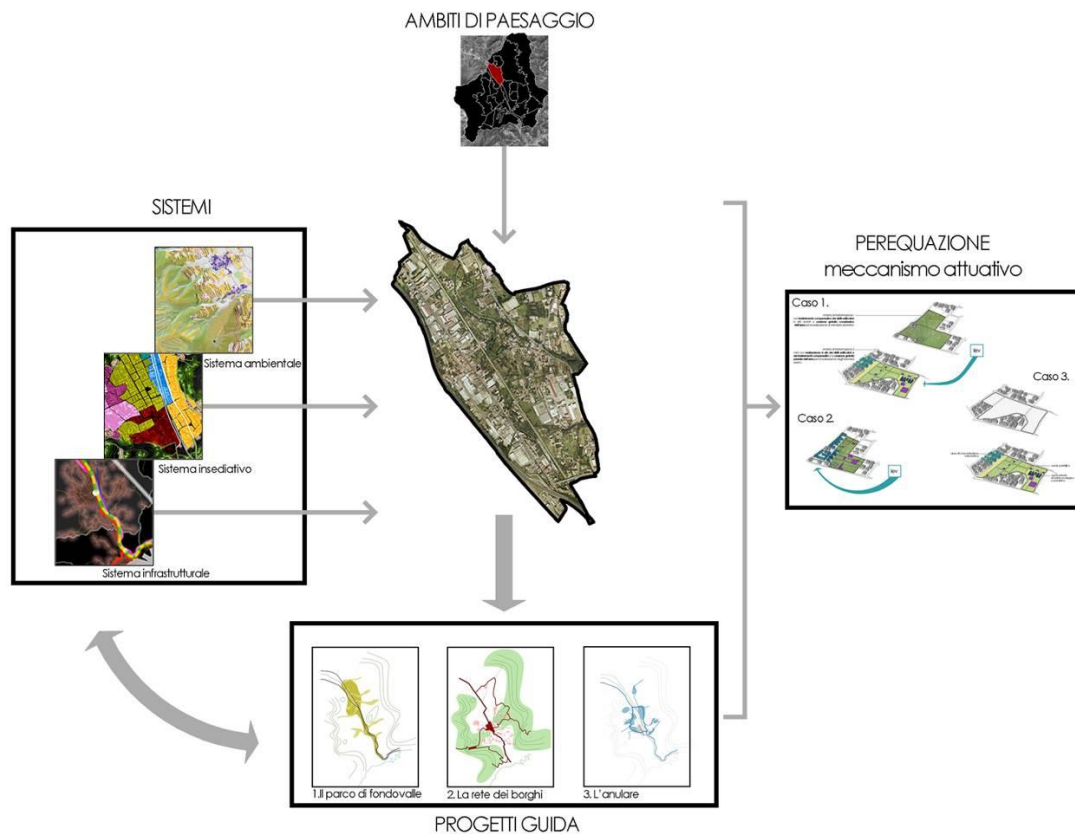 AMBITI DI PAESAGGIO
SISTEMI
Sistema ambientale
Sistema insediativo
Sistema infrastrutturale
PEREQUAZIONE
meccanismo attuativo
Caso 1.
Caso 3.
Caso 2.
1.Il parco di fondovalle
2. La rete dei borghi
3. L'anulare
PROGETTI GUIDA